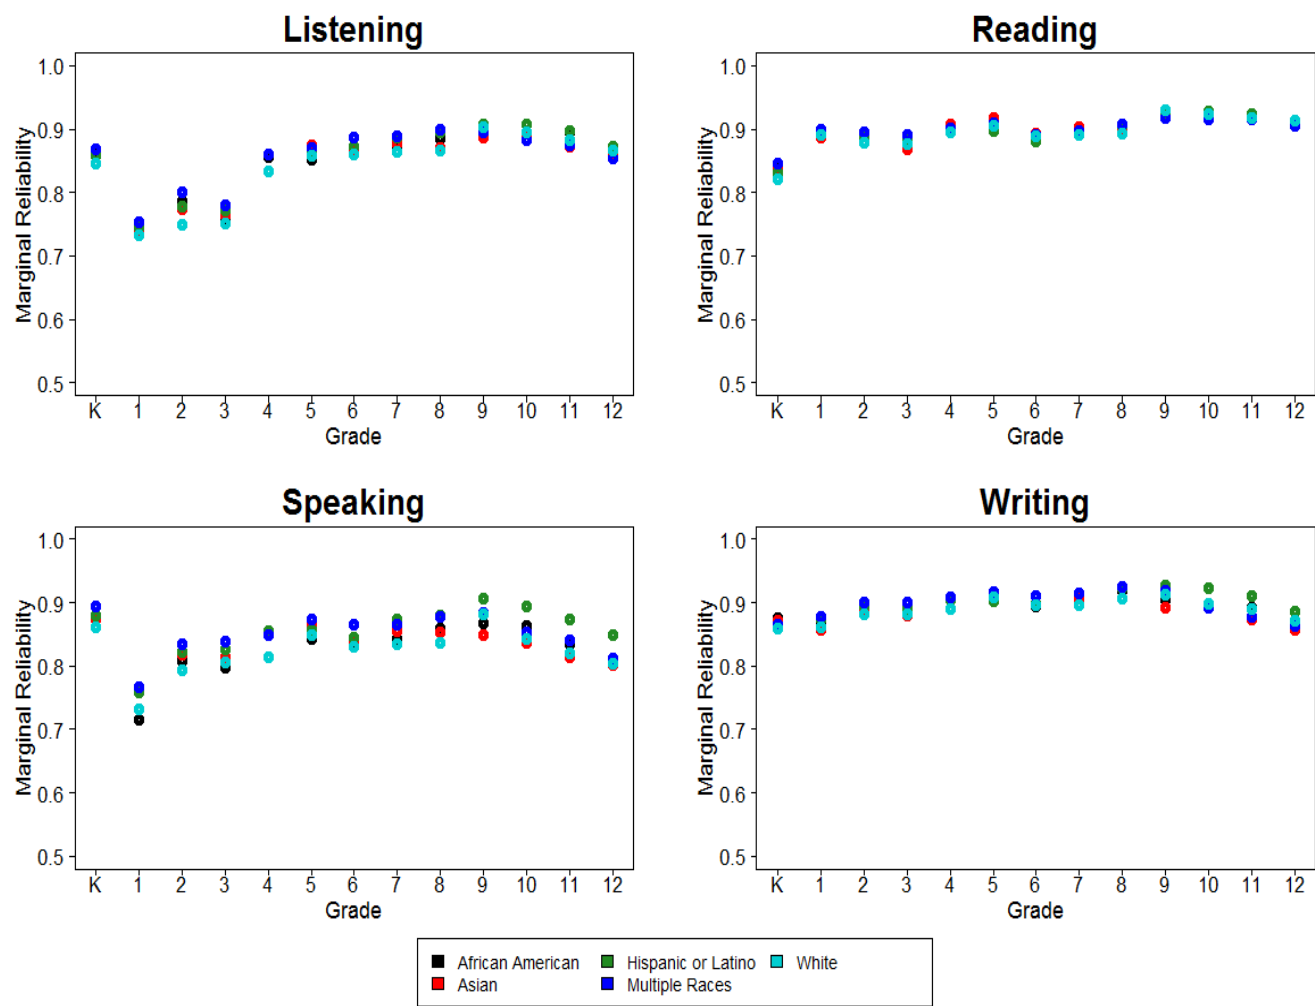 Listening
Marginal Reliability
1.0
0.9
0.8
0.7
0.6
0.5
K 1 2 3 4 5 6 7 8 9 10 11 12
Grade
Reading
Marginal Reliability
1.0
0.9
0.8
0.7
0.6
0.5
K 1 2 3 4 5 6 7 8 9 10 11 12
Grade
Speaking
Marginal Reliability
1.0
0.9
0.8
0.7
0.6
0.5
K 1 2 3 4 5 6 7 8 9 10 11 12
Grade
Writing
Marginal Reliability
1.0
0.9
0.8
0.7
0.6
0.5
K 1 2 3 4 5 6 7 8 9 10 11 12
Grade
African American Hispanic or Latino White
Asian Multiple Races